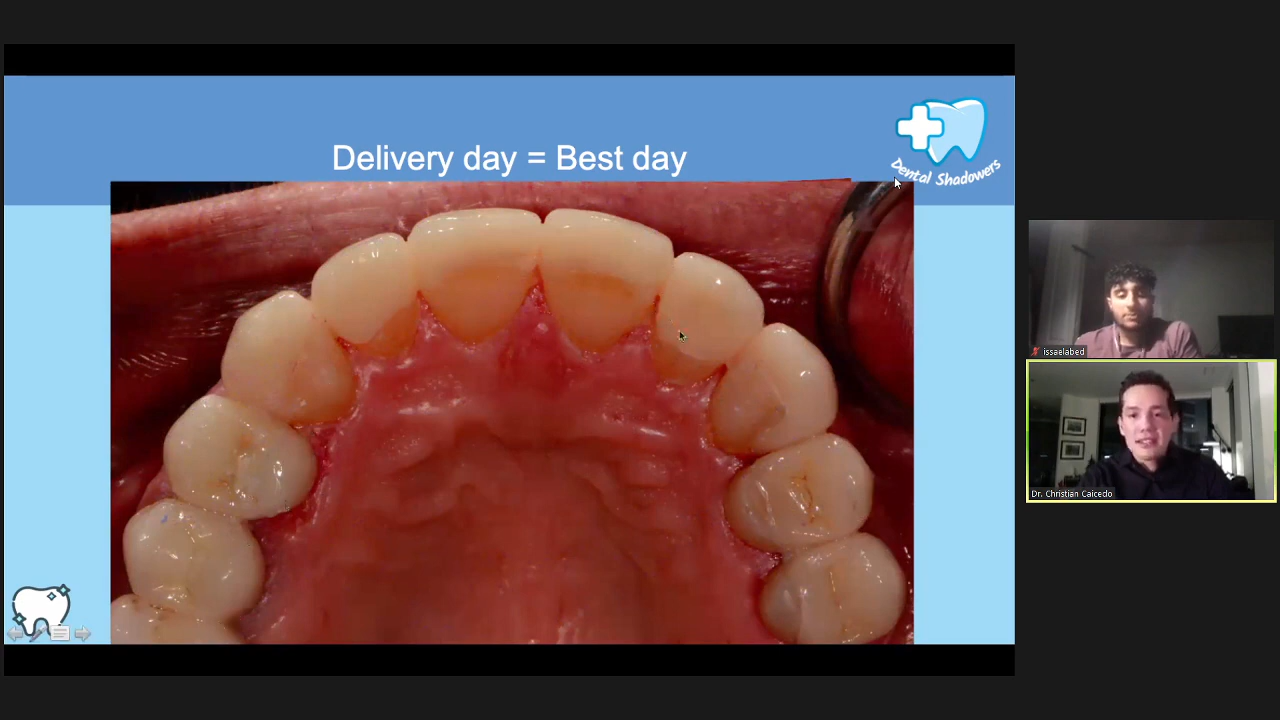 Delivery day = Best day
Dental Shadowers
issaelabed
Dr. Christian Caicedo